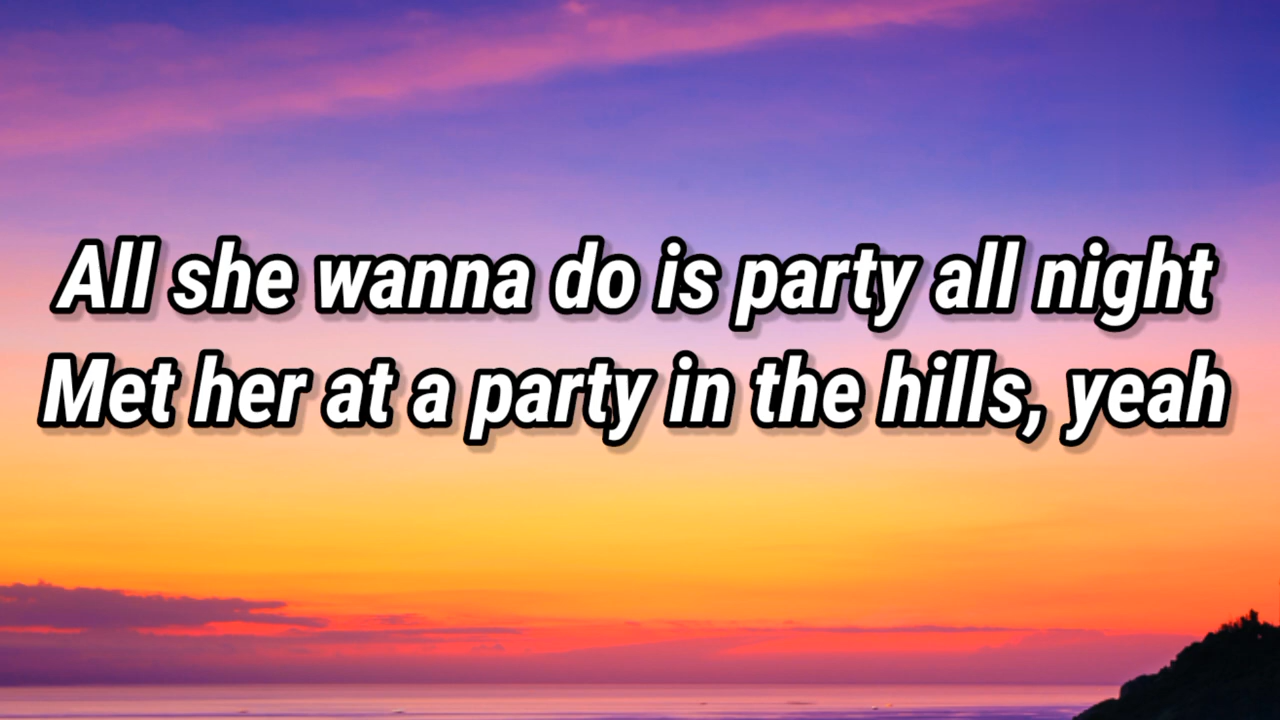 All she wanna do is party all night
Met her at a party in the hills, yeah